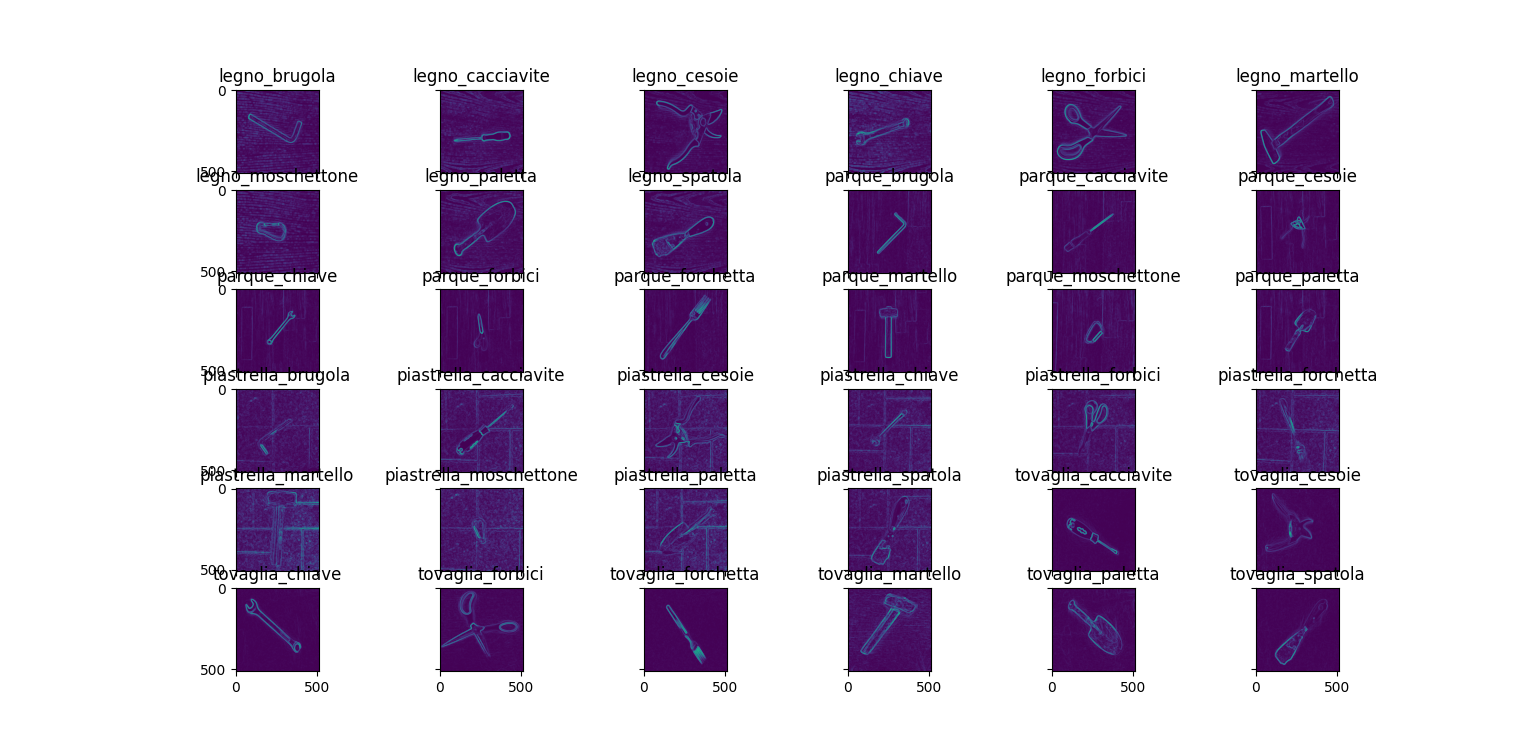 legno_brugola legno_cacciavite legno_cesoie legno_chiave legno_forbici legno_martello
0
500
legno_moschettone legno_paletta legno_spatola parque_brugola parque_cacciavite parque_cesoie
0
500
parque_chiave parque_forbici parque_forchetta parque_martello parque_moschettone parque_paletta
0
500
piastrella_brugola piastrella_cacciavite piastrella_cesoie piastrella_chiave piastrella_forbici piastrella_forchetta
0
500
piastrella_martello piastrella_moschettone piastrella_paletta piastrella_spatola tovaglia_cacciavite tovaglia_cesoie
0
500
tovaglia_chiave tovaglia_forbici tovaglia_forchetta tovaglia_martello tovaglia_paletta tovaglia_spatola
0
500
0 500 0 500 0 500 0 500 0 500 0 500